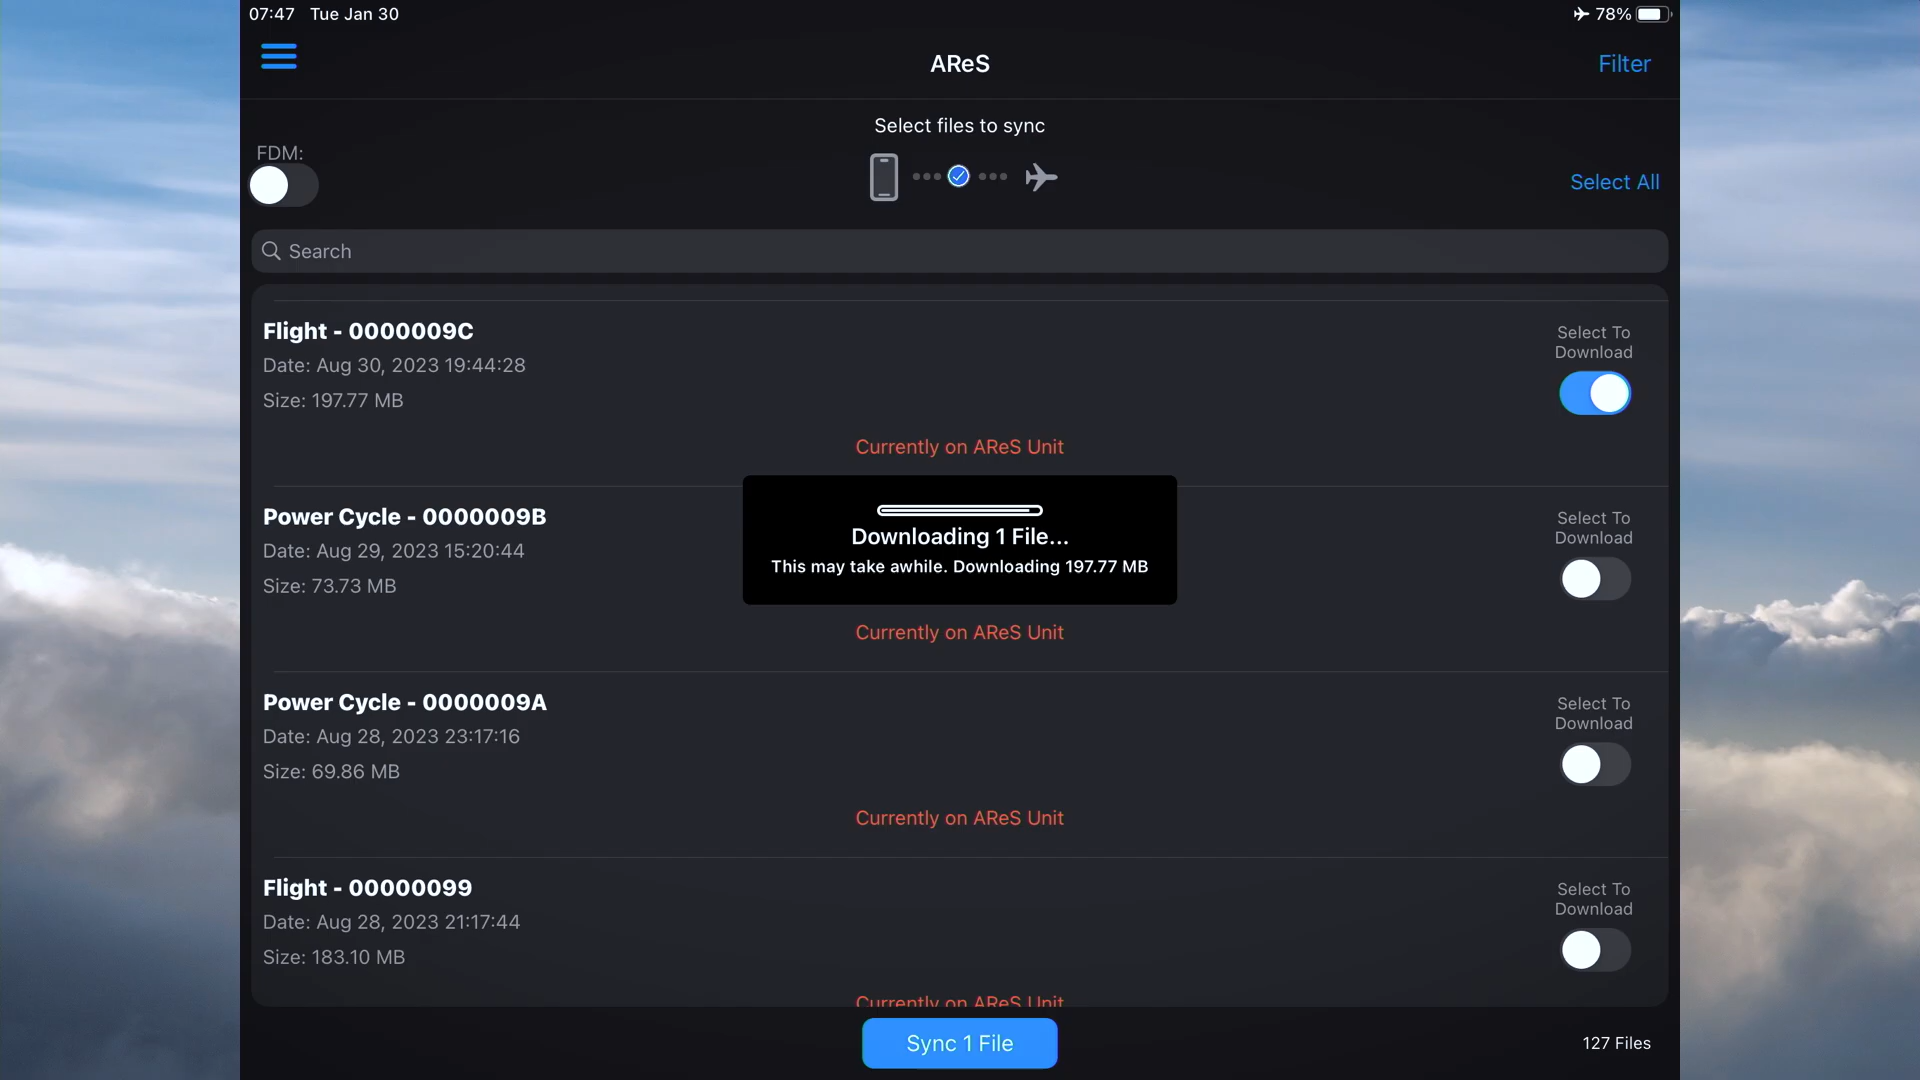 07:47 Tue Jan 30
78%
AReS
Filter
Select files to sync
FDM:
Select All
Search
Flight - 0000009C
Date: Aug 30, 2023 19:44:28
Size: 197.77 MB
Select To
Download
Currently on AReS Unit
Power Cycle - 0000009B
Date: Aug 29, 2023 15:20:44
Size: 73.73 MB
Select To
Download
Downloading 1 File...
This may take awhile. Downloading 197.77 MB
Currently on AReS Unit
Power Cycle - 0000009A
Date: Aug 28, 2023 23:17:16
Size: 69.86 MB
Select To
Download
Currently on AReS Unit
Flight - 00000099
Date: Aug 28, 2023 21:17:44
Size: 183.10 MB
Select To
Download
Currently on AReS Unit
Sync 1 File
127 Files